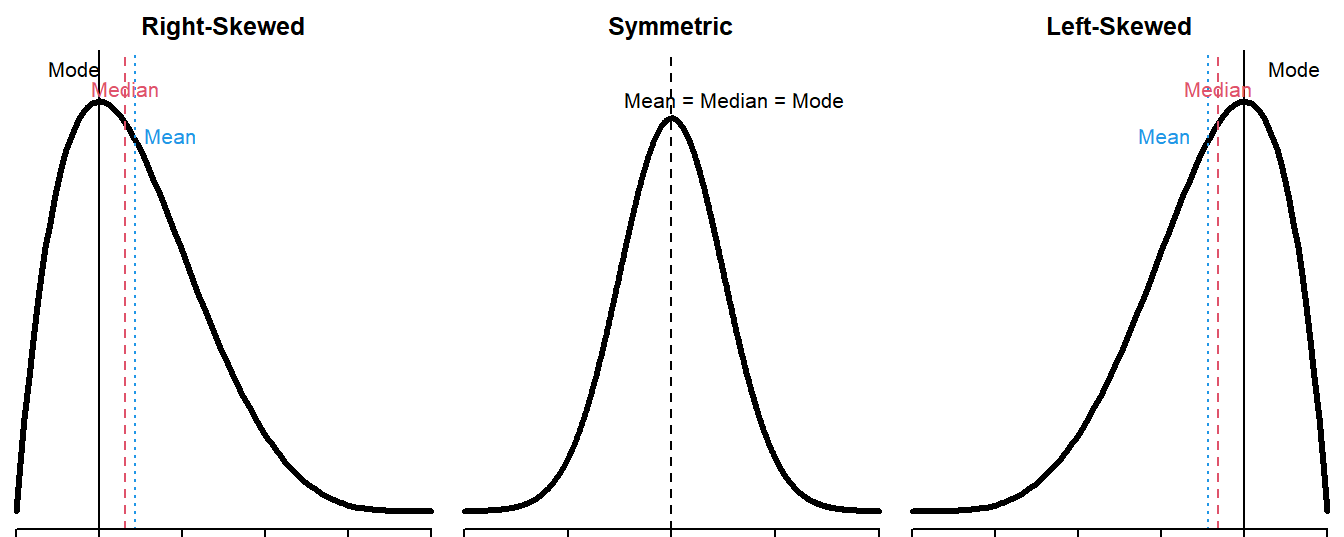 Right-Skewed
Mode
Median
Mean
Symmetric
Mean = Median = Mode
Left-Skewed
Mode
Median
Mean